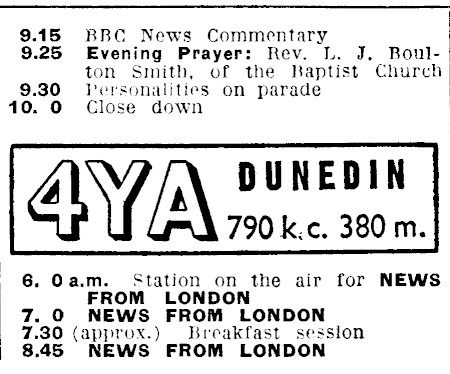 9.15 BBC News Commentary
9.25 Evening Prayer: Rev. L. J. Boul-
ton Smith, of the Baptist Church
9.30 Personalities on parade
10. 0 Close down
4YA DUNEDIN
790 k.c. 380 m.
6. 0 a.m. Station on the air for NEWS
FROM LONDON
7. 0 NEWS FROM LONDON
7.30 (approx.) Breakfast session
8.45 NEWS FROM LONDON